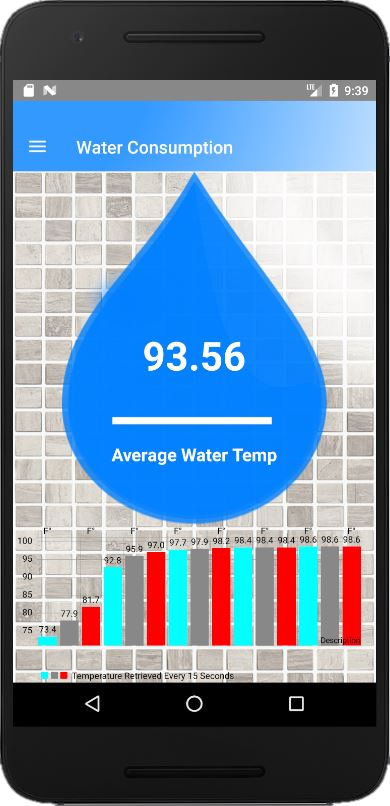 LTE 9:39
Water Consumption
93.56
Average Water Temp
F° F° F° F° F° F° F° F°
100 95.9 97.0 97.7 97.9 98.2 98.4 98.4 98.4 98.6 98.6 98.6
95 92.8
90
85 81.7
80 77.9
75 73.4
Description
Temperature Retrieved Every 15 Seconds